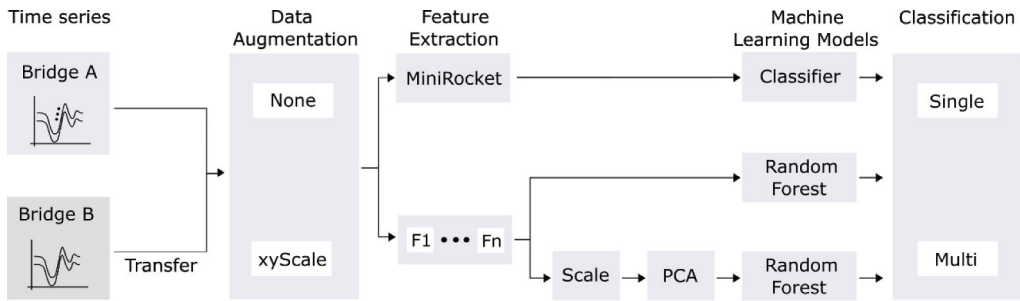 Time series
Data
Augmentation
Feature
Extraction
Machine
Learning Models
Classification
Bridge A
None
MiniRocket
Classifier
Single
Random
Forest
Bridge B
Transfer
xyScale
F1 ••• Fn
Scale
PCA
Random
Forest
Multi